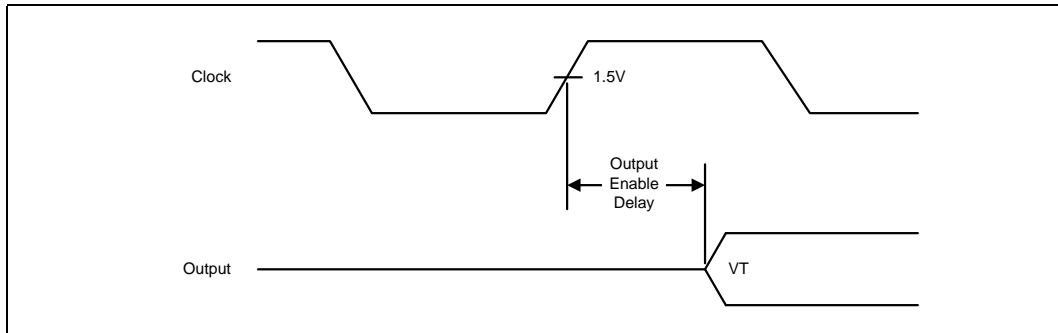 Clock
1.5V
Output
Enable
Delay
Output
VT